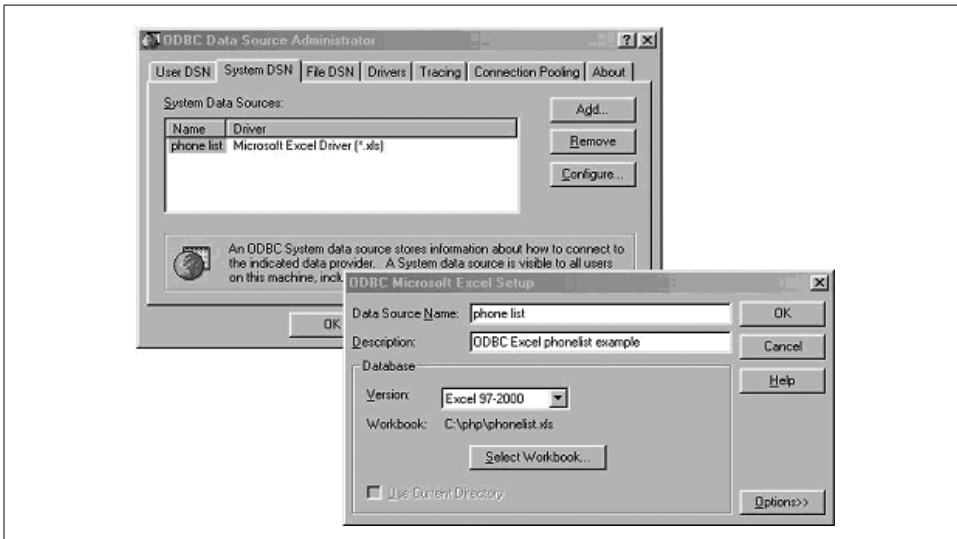 ODBC Data Source Administrator
User DSN System DSN File DSN Drivers Tracing Connection Pooling About
System Data Sources:
Name Driver
phone list Microsoft Excel Driver (*.xls)
Add...
Remove
Configure...
An ODBC System data source stores information about how to connect to
the indicated data provider. A System data source is visible to all users
on this machine,
OK
ODBC Microsoft Excel Setup
Data Source Name: phone list
Description: ODBC Excel phonelist example
Database
Version: Excel 97-2000
Workbook: C:\php\phonelist.xls
Select Workbook...
Use Current Directory
OK
Cancel
Help
Options>>